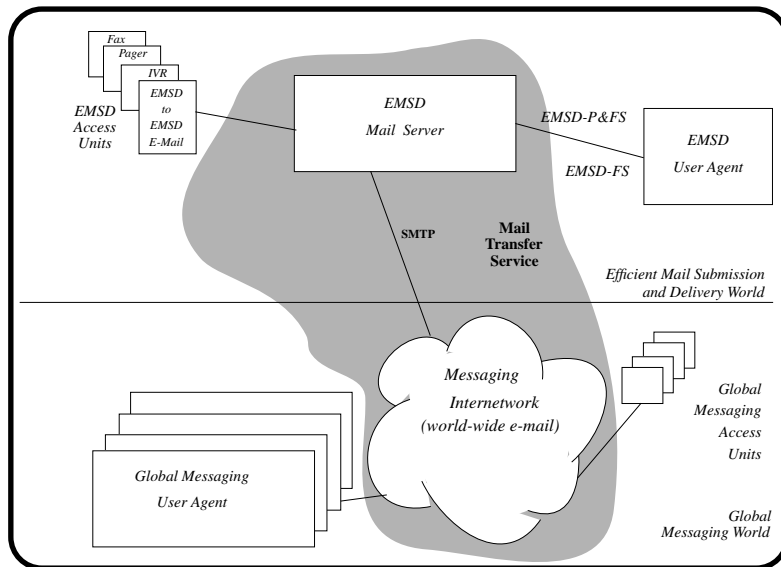 Fax
Pager
IVR
EMSD
to
EMSD
E-Mail
EMSD
Access
Units
EMSD
Mail Server
EMSD-P&FS
EMSD-FS
EMSD
User Agent
SMTP
Mail
Transfer
Service
Efficient Mail Submission
and Delivery World
Messaging
Internetwork
(world-wide e-mail)
Global
Messaging
Access
Units
Global Messaging
User Agent
Global
Messaging World